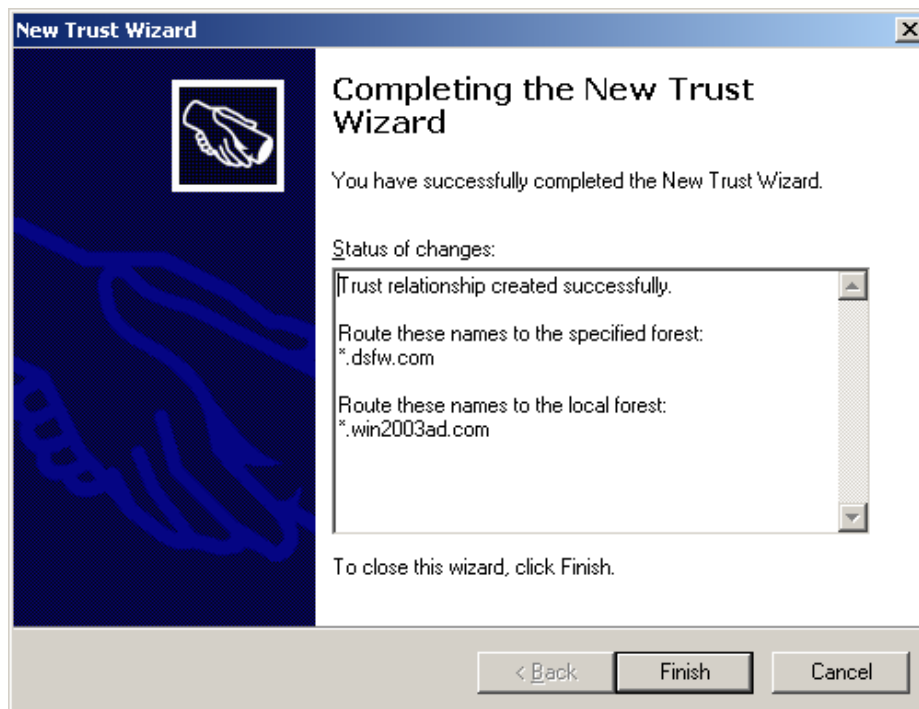 New Trust Wizard
Completing the New Trust
Wizard
You have successfully completed the New Trust Wizard.
Status of changes:
Trust relationship created successfully.
Route these names to the specified forest:
*.dsfw.com
Route these names to the local forest:
*.win2003ad.com
To close this wizard, click Finish.
< Back
Finish
Cancel